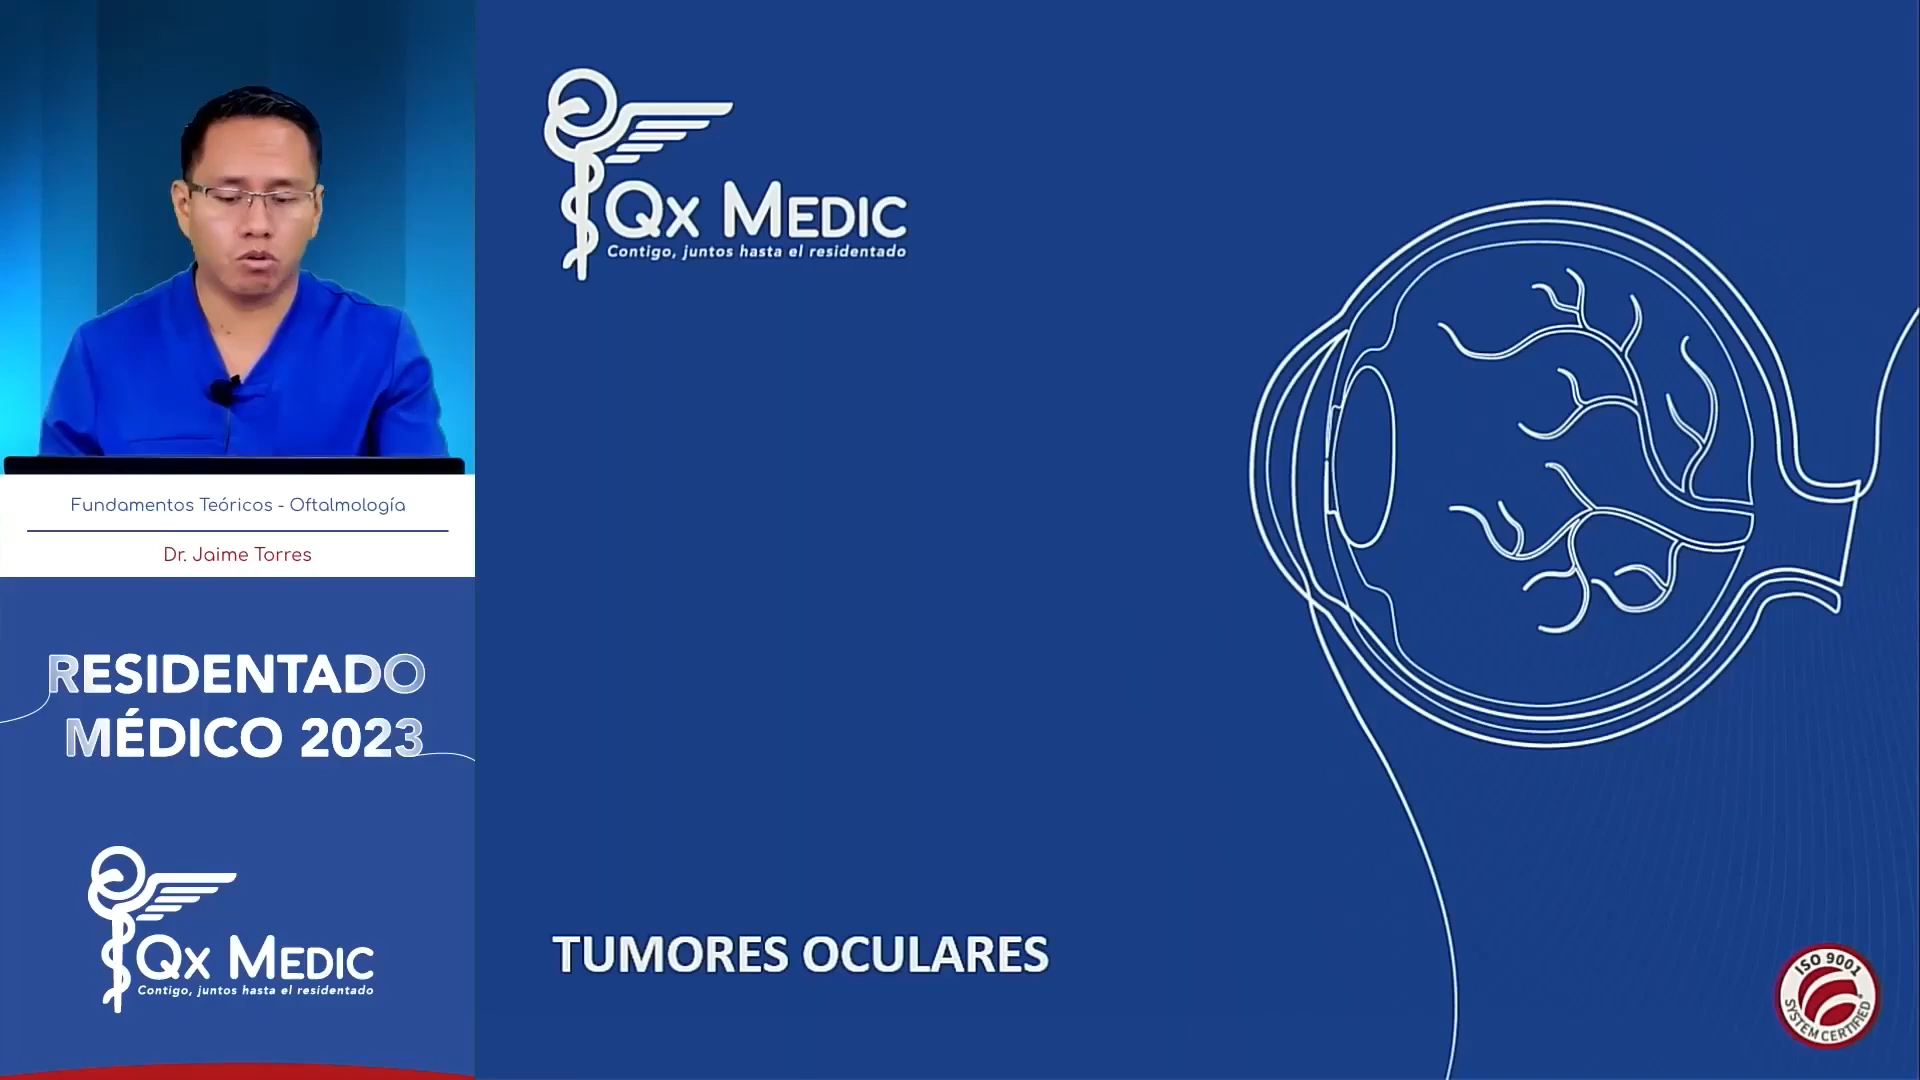 Fundamentos Teóricos - Oftalmología
Dr. Jaime Torres
RESIDENTADO
MÉDICO 2023
Qx MEDIC
Contigo, juntos hasta el residentado
Qx MEDIC
Contigo, juntos hasta el residentado
TUMORES OCULARES
ISO 9001
SYSTEM CERTIFIED